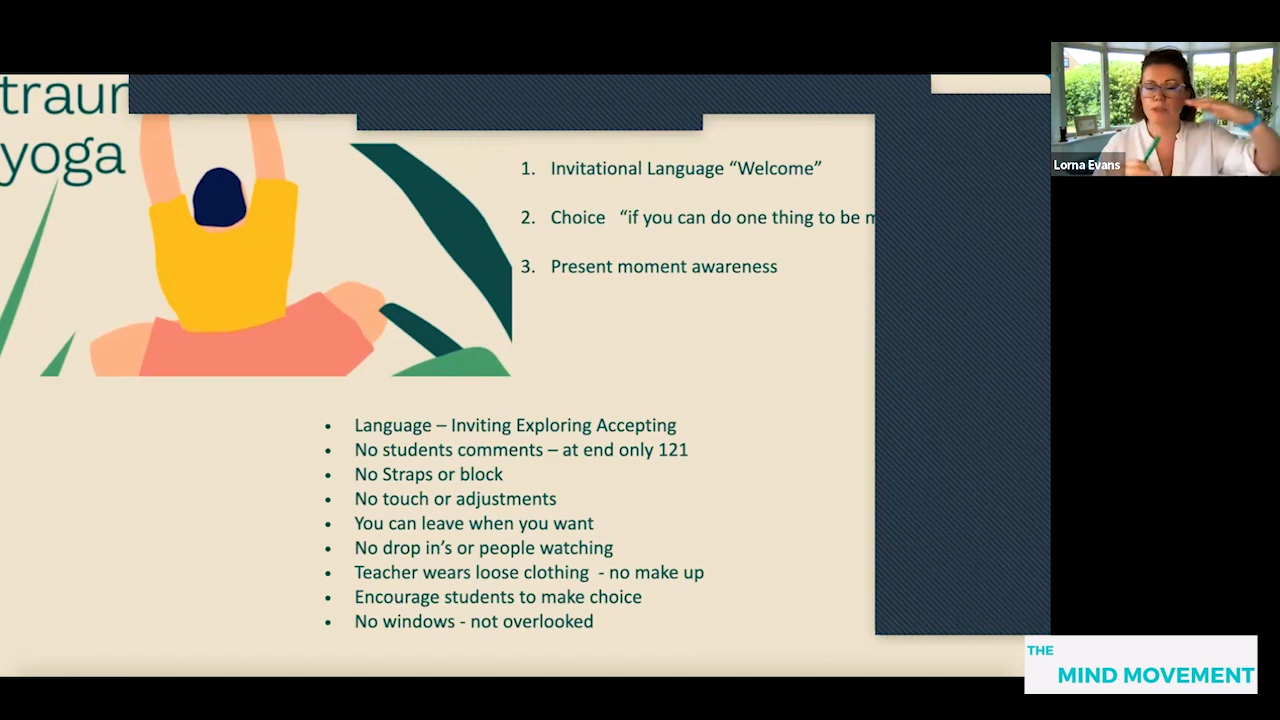 yoga
1. Invitational Language “Welcome”
2. Choice “if you can do one thing to be
3. Present moment awareness
• Language – Inviting Exploring Accepting
• No students comments – at end only 121
• No Straps or block
• No touch or adjustments
• You can leave when you want
• No drop in’s or people watching
• Teacher wears loose clothing - no make up
• Encourage students to make choice
• No windows - not overlooked
Lorna Evans
THE
MIND MOVEMENT